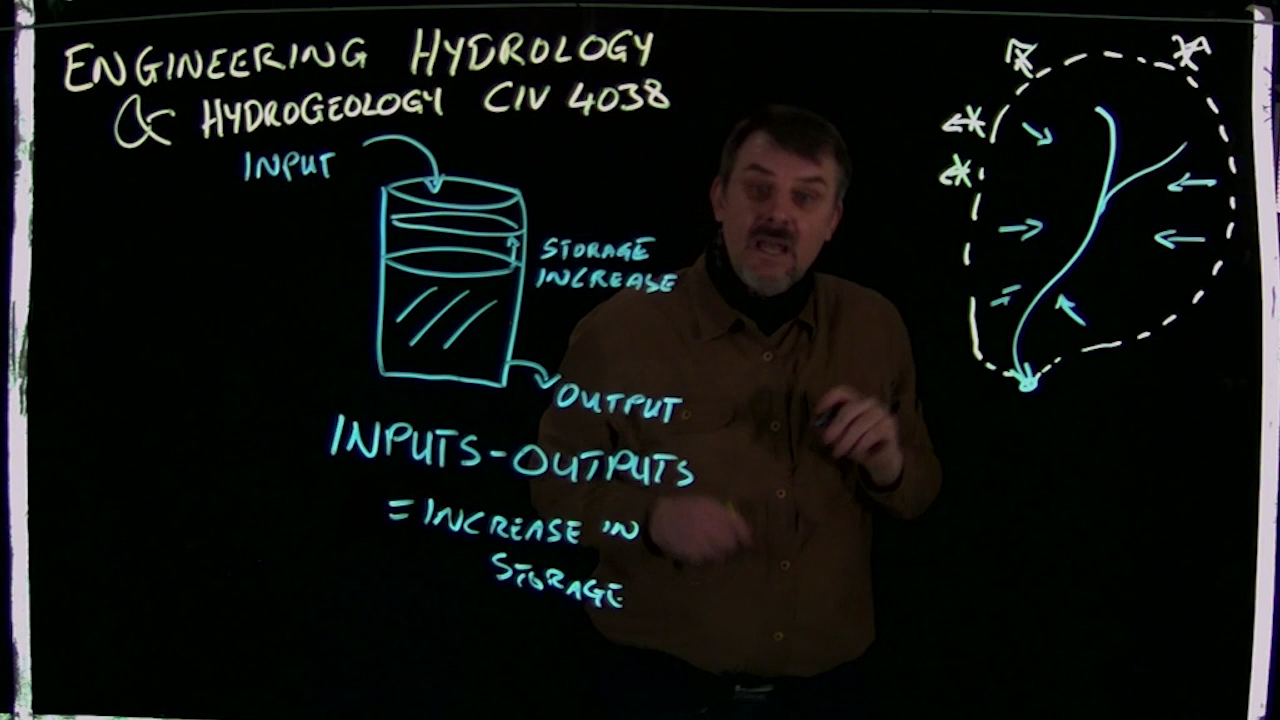 ENGINEERING HYDROLOGY
& HYDROGEOLOGY CIV 4038
INPUT
STORAGE
INCREASE
OUTPUT
INPUTS-OUTPUTS
= INCREASE IN
STORAGE